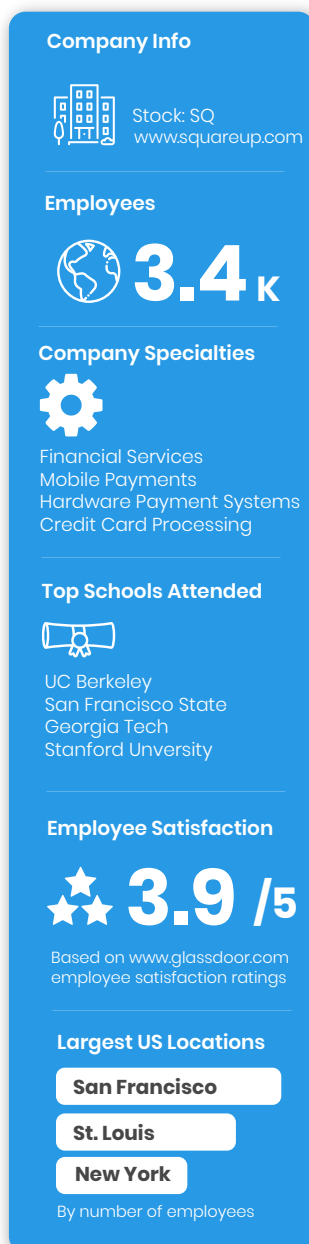 Company Info
Stock: SQ
www.squareup.com
Employees
3.4 K
Company Specialties
Financial Services
Mobile Payments
Hardware Payment Systems
Credit Card Processing
Top Schools Attended
UC Berkeley
San Francisco State
Georgia Tech
Stanford Unversity
Employee Satisfaction
3.9 /5
Based on www.glassdoor.com
employee satisfaction ratings
Largest US Locations
San Francisco
St. Louis
New York
By number of employees